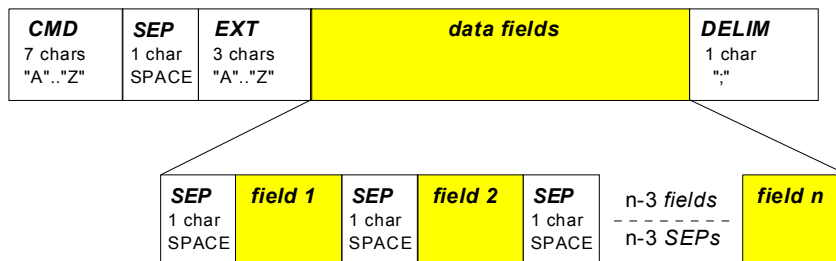 CMD
7 chars
"A".."Z"
SEP
1 char
SPACE
EXT
3 chars
"A".."Z"
data fields
DELIM
1 char
";"
SEP
1 char
SPACE
field 1
SEP
1 char
SPACE
field 2
SEP
1 char
SPACE
n-3 fields
n-3 SEPs
field n